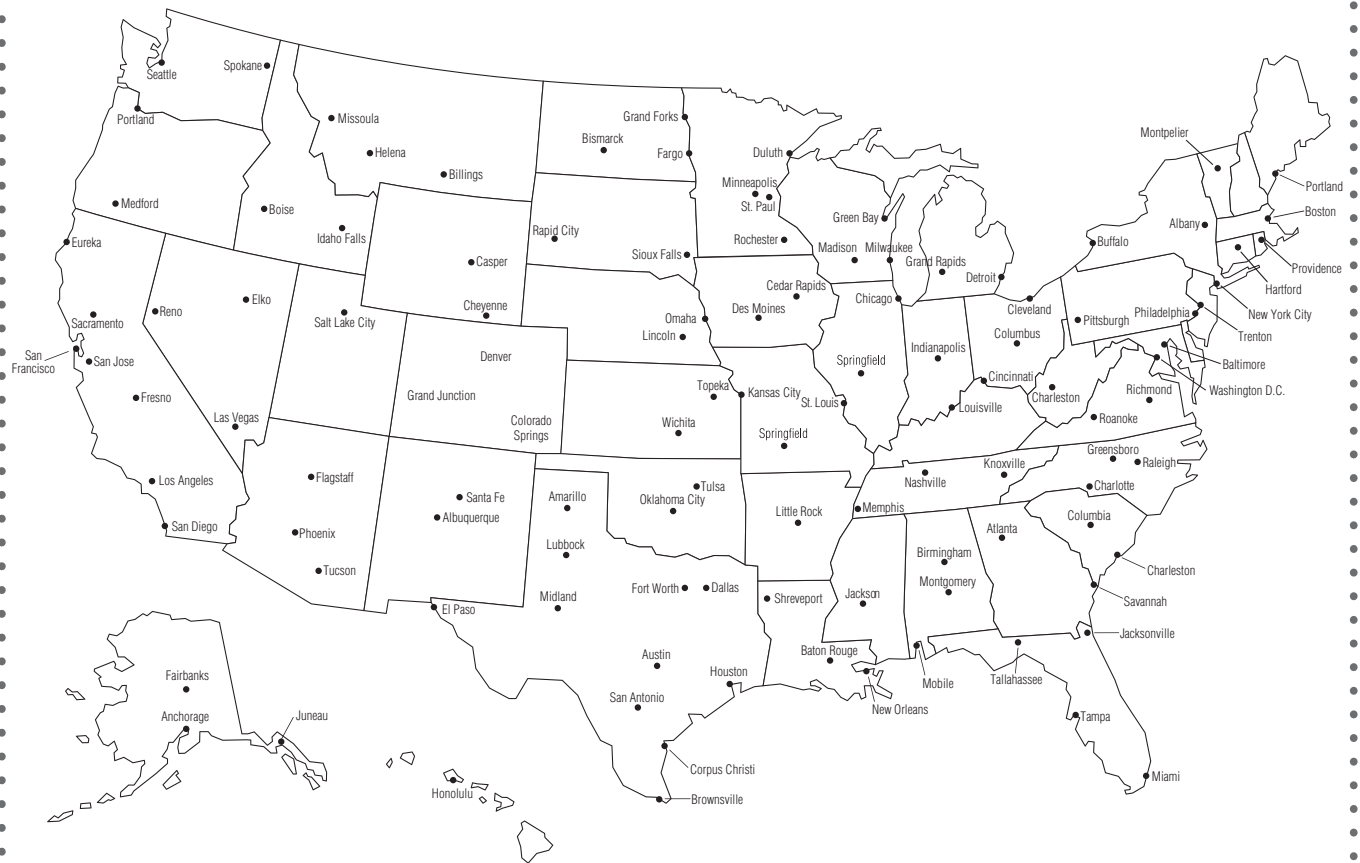 Seattle
Spokane
Portland
Missoula
Helena
Billings
Medford
Boise
Idaho Falls
Eureka
Grand Forks
Bismarck
Fargo
Duluth
Minneapolis
St. Paul
Rapid City
Sioux Falls
Rochester
Green Bay
Madison
Milwaukee
Grand Rapids
Detroit
Montpelier
Portland
Boston
Albany
Buffalo
Providence
Hartford
New York City
Trenton
Philadelphia
Pittsburgh
Cleveland
Baltimore
Washington D.C.
Casper
Cheyenne
Elko
Reno
Salt Lake City
Sacramento
San
Francisco
San Jose
Fresno
Las Vegas
Los Angeles
San Diego
Denver
Grand Junction
Colorado
Springs
Omaha
Lincoln
Cedar Rapids
Des Moines
Chicago
Springfield
Indianapolis
Columbus
Cincinnati
Charleston
Richmond
Roanoke
Louisville
Topeka
Kansas City
St. Louis
Wichita
Springfield
Flagstaff
Phoenix
Tucson
Santa Fe
Albuquerque
El Paso
Amarillo
Lubbock
Midland
Fort Worth
Dallas
Austin
San Antonio
Houston
Corpus Christi
Brownsville
Tulsa
Oklahoma City
Little Rock
Memphis
Nashville
Knoxville
Greensboro
Raleigh
Charlotte
Columbia
Charleston
Savannah
Atlanta
Birmingham
Montgomery
Jackson
Shreveport
Baton Rouge
New Orleans
Mobile
Tallahassee
Jacksonville
Tampa
Miami
Fairbanks
Anchorage
Juneau
Honolulu